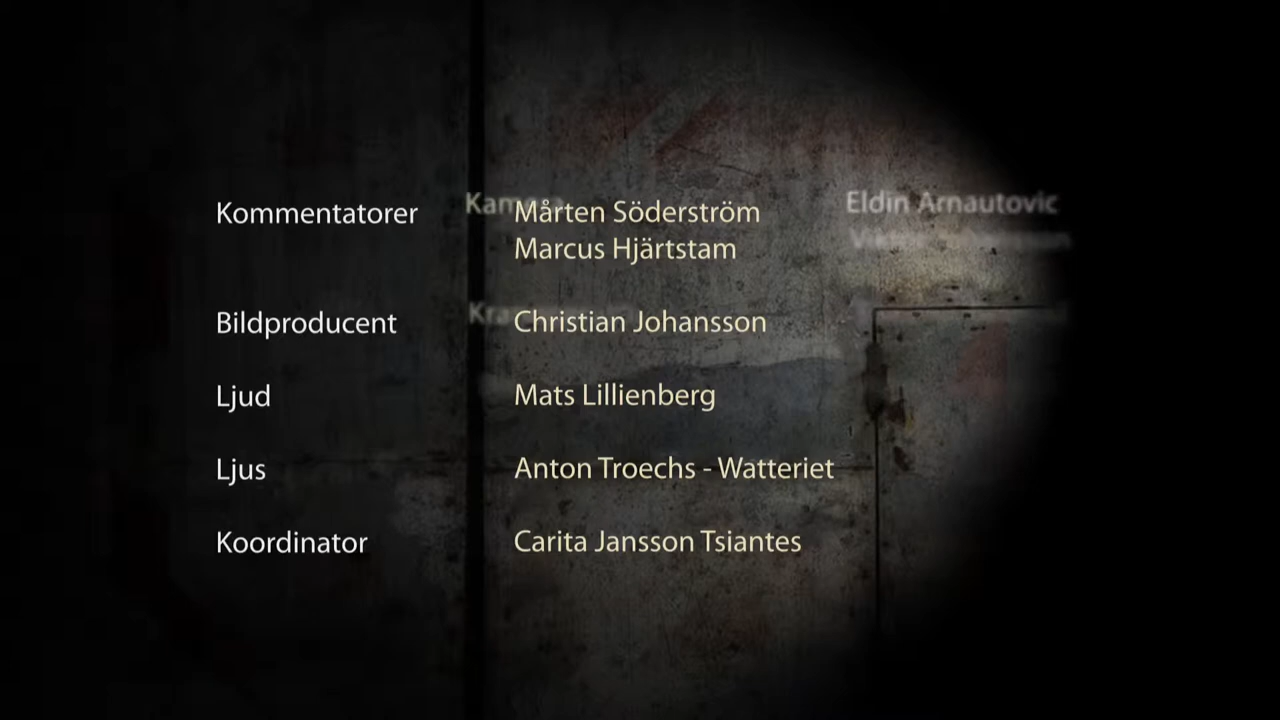 Kommentatorer Mårten Söderström
Marcus Hjärtstam
Bildproducent Christian Johansson
Ljud Mats Lillienberg
Ljus Anton Troechs - Watteriet
Koordinator Carita Jansson Tsiantes
Eldin Arnautovic